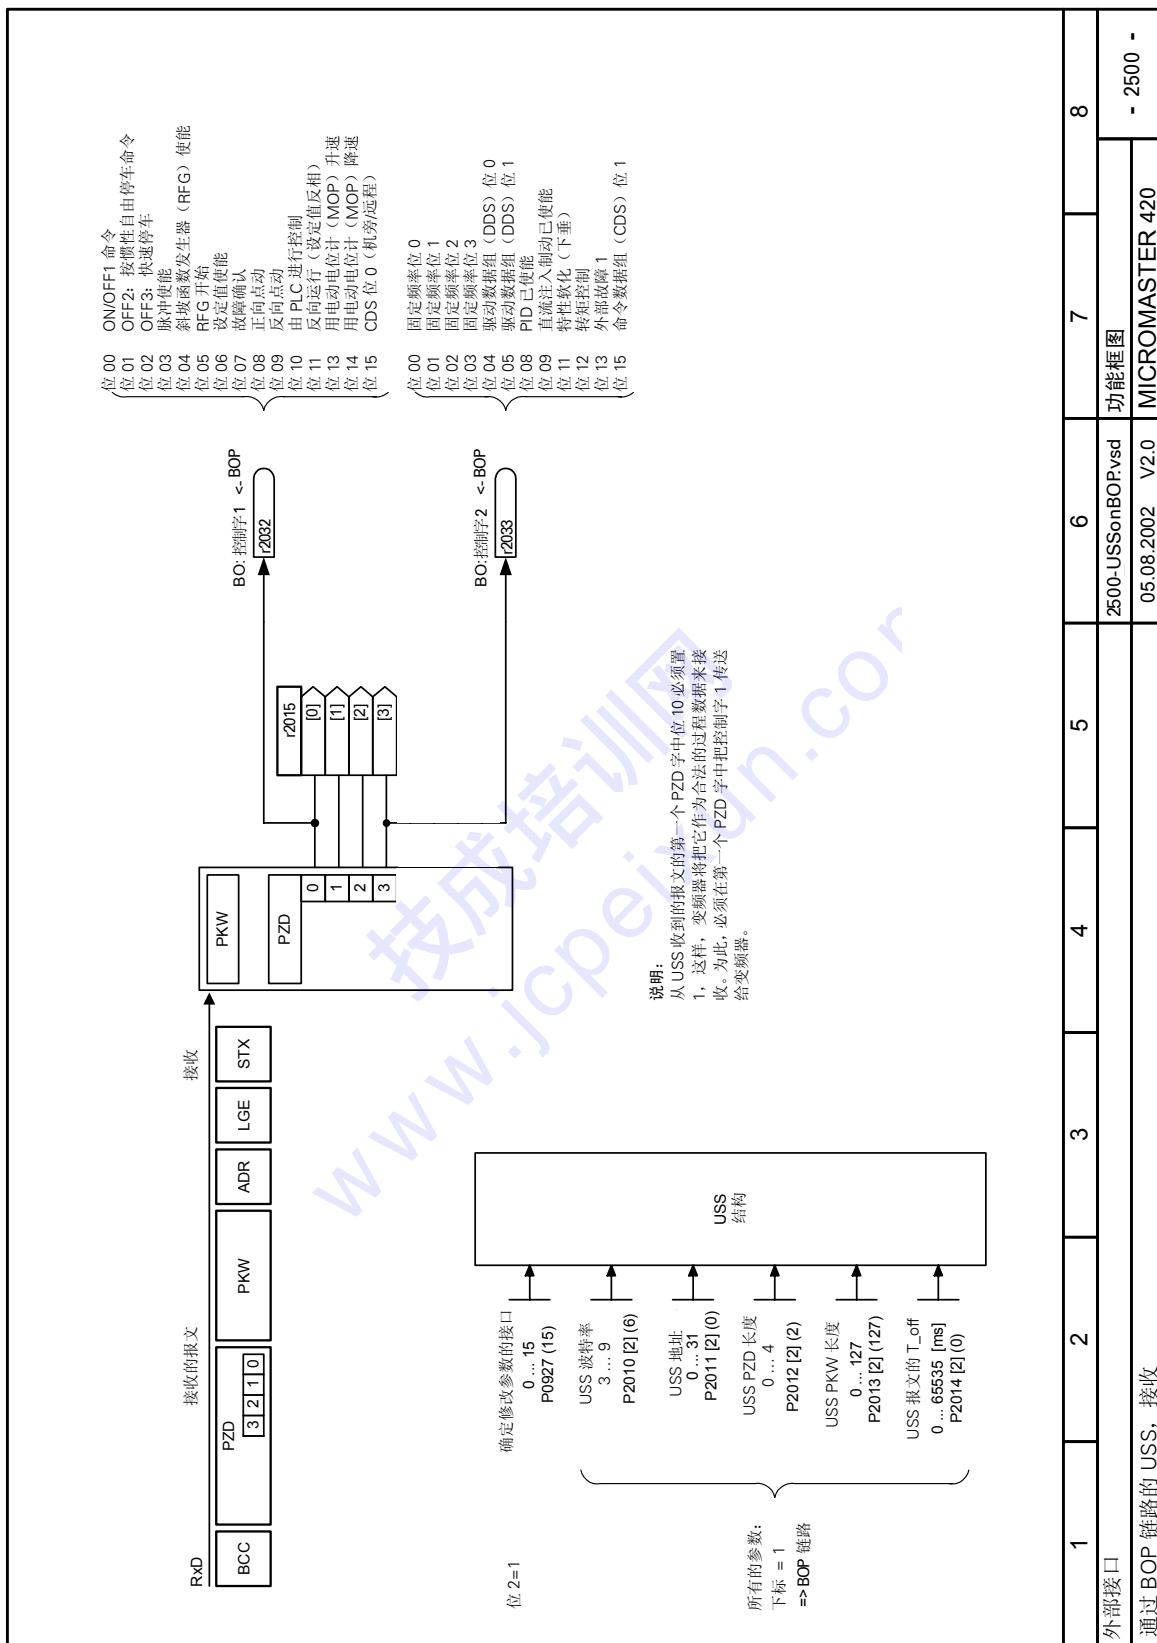 RxD
接收的报文
接收
BCC
PZD
3 2 1 0
PKW
ADR
LGE
STX
PKW
PZD
0
1
2
3
r2015
[0]
[1]
[2]
[3]
BO: 控制字 1 <- BOP
r2032
BO: 控制字 2 <- BOP
r2033
位 00 ON/OFF1 命令
位 01 OFF2：按惯性自由停车命令
位 02 OFF3：快速停车
位 03 脉冲使能
位 04 斜坡函数发生器（RFG）使能
位 05 RFG 开始
位 06 设定值使能
位 07 故障确认
位 08 正向点动
位 09 反向点动
位 10 由 PLC 进行控制
位 11 反向运行（设定值反相）
位 13 用电动电位计（MOP）升速
位 14 用电动电位计（MOP）降速
位 15 CDS 位 0（机旁/远程）
位 00 固定频率位 0
位 01 固定频率位 1
位 02 固定频率位 2
位 03 固定频率位 3
位 04 驱动数据组（DDS）位 0
位 05 驱动数据组（DDS）位 1
位 08 PID 已使能
位 09 直流注入制动已使能
位 11 特性软化（下垂）
位 12 转矩控制
位 13 外部故障 1
位 15 命令数据组（CDS）位 1
位 2=1
确定修改参数的接口
0 ... 15
P0927 (15)
USS 波特率
3 ... 9
P2010 [2] (6)
USS 地址
0 ... 31
P2011 [2] (0)
USS PZD 长度
0 ... 4
P2012 [2] (2)
USS PKW 长度
0 ... 127
P2013 [2] (127)
USS 报文的 T_off
0 ... 65535 [ms]
P2014 [2] (0)
所有的参数：
下标 = 1
=> BOP 链路
USS
结构
说明：
从 USS 收到的报文的第一个 PZD 字中位 10 必须置
1，这样，变频器将把它作为合法的过程数据来接
收。为此，必须在第一个 PZD 字中把控制字 1 传送
给变频器。
技成培训网
www.jcpeixun.cor
1 2 3 4 5 6 7 8
外部接口
2500-USSonBOP.vsd
功能框图
- 2500 -
通过 BOP 链路的 USS，接收
05.08.2002 V2.0
MICROMASTER 420